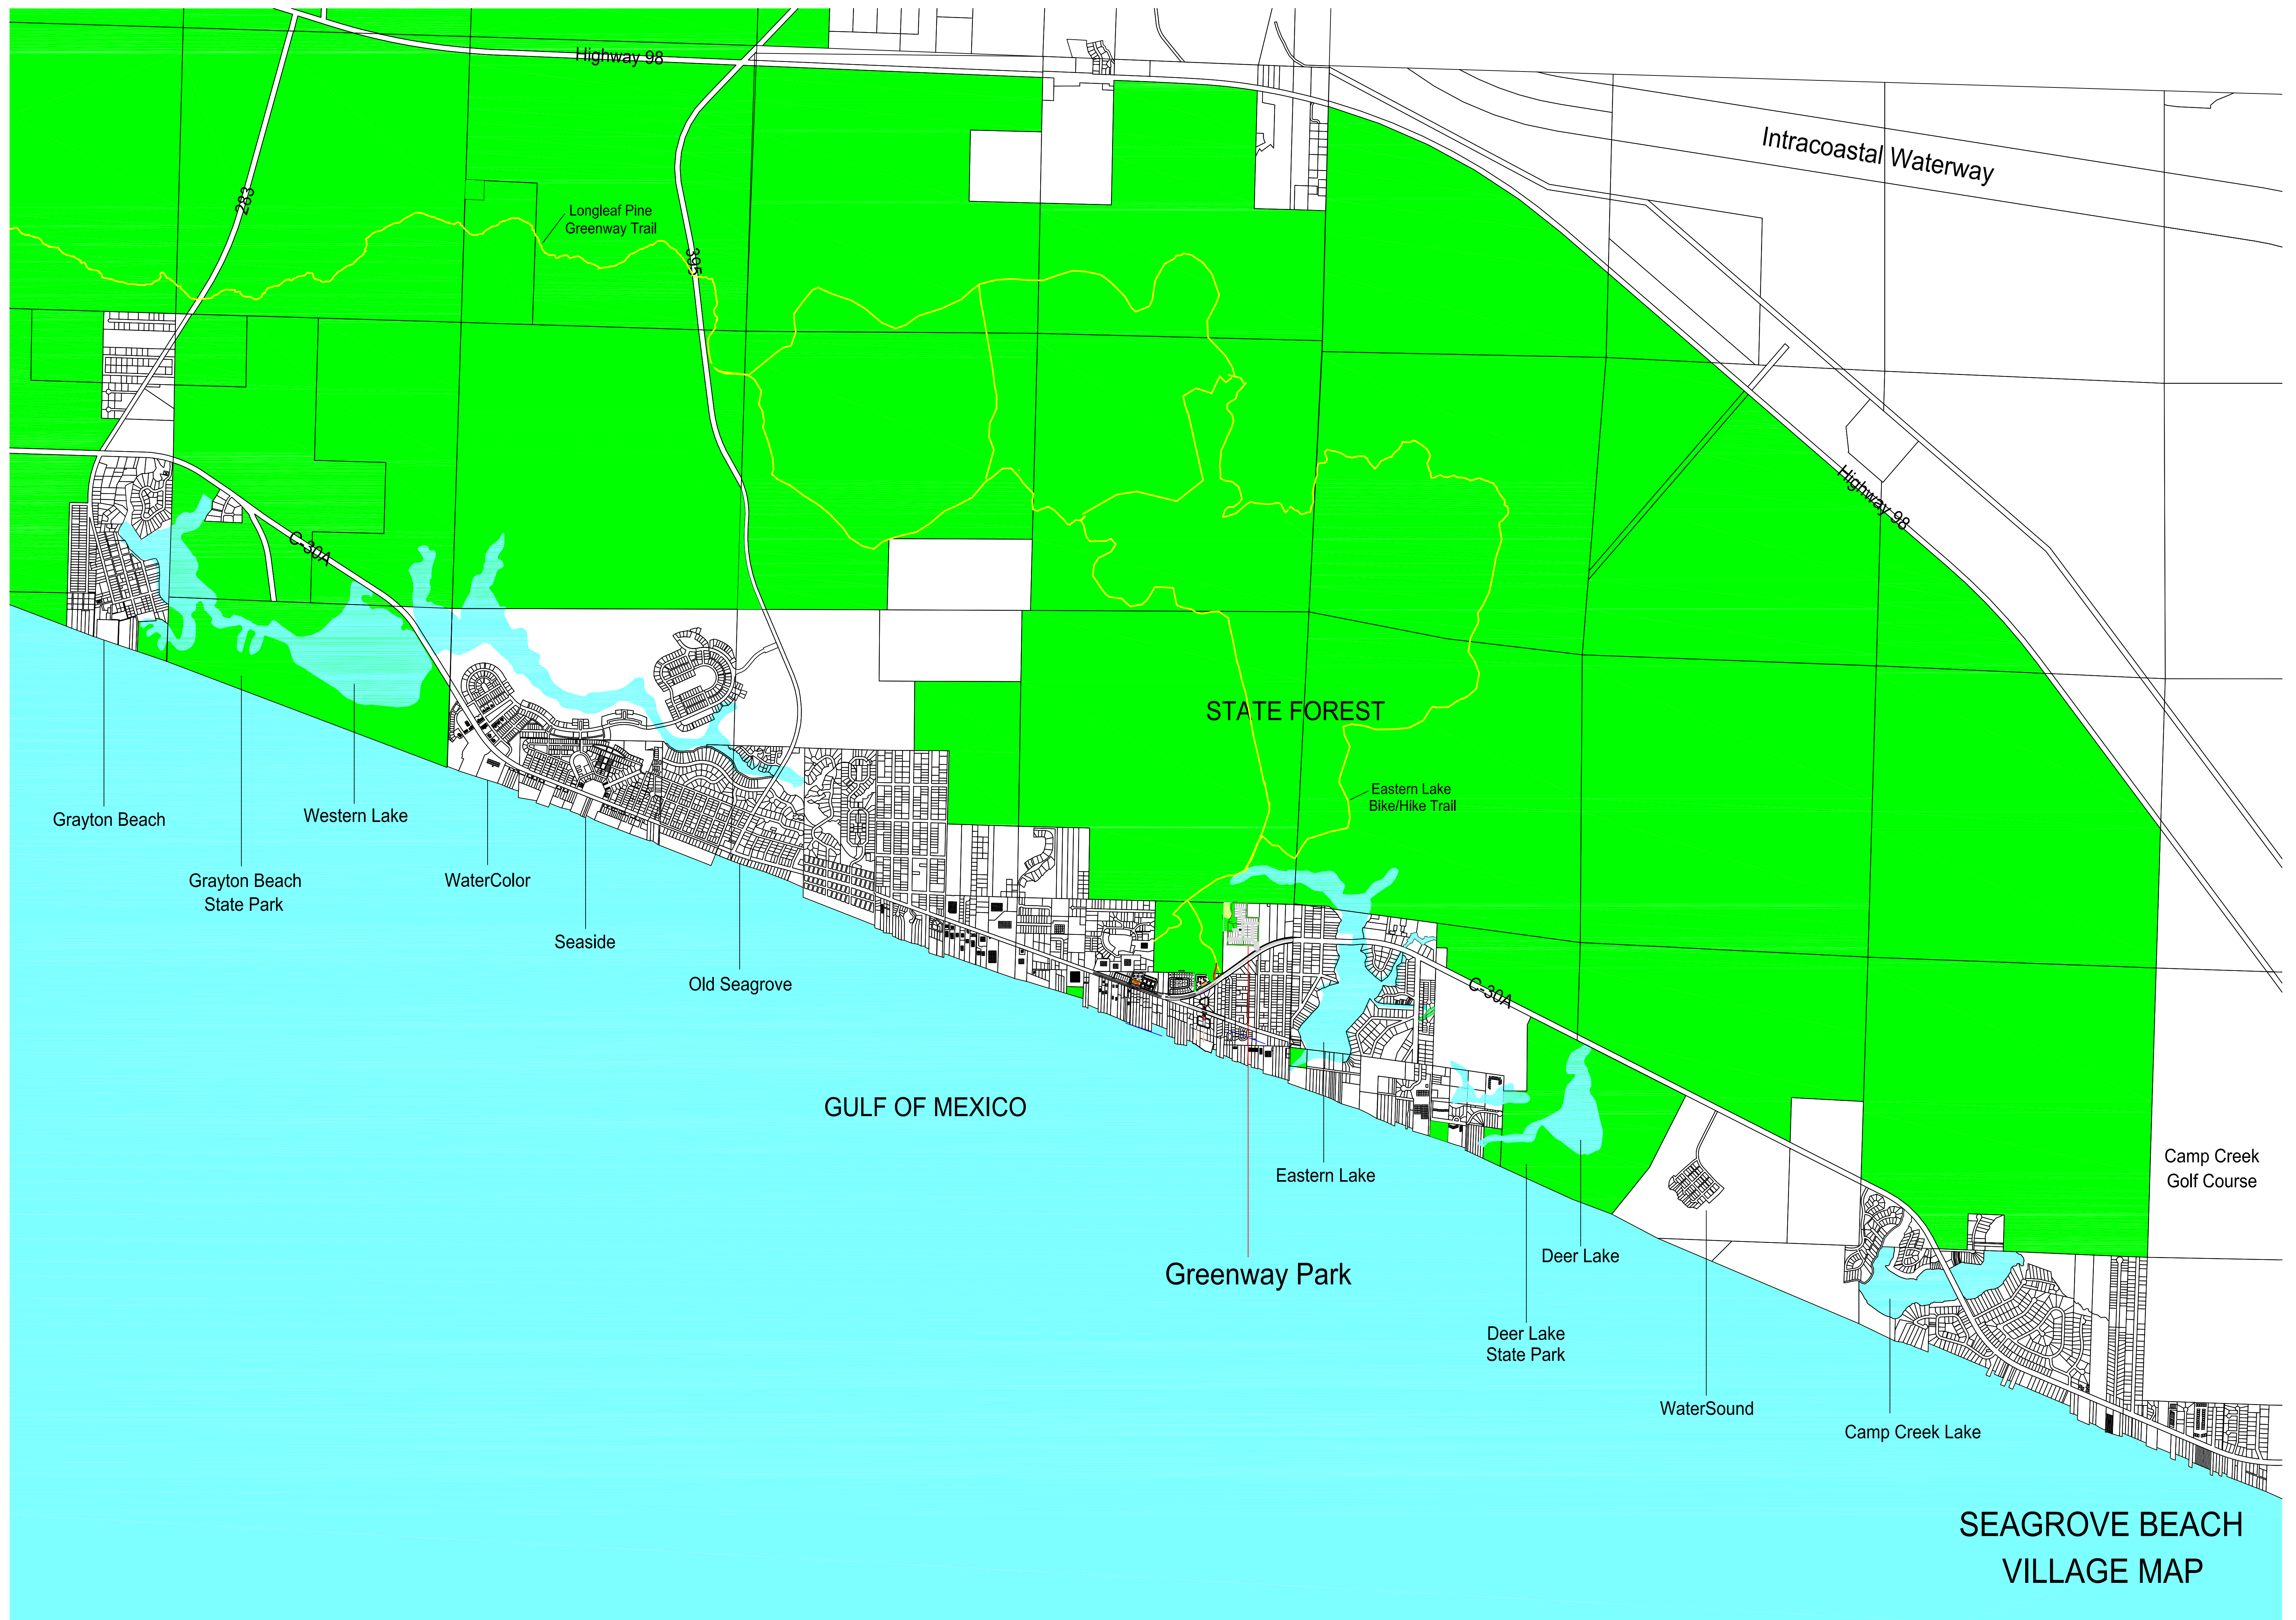 Highway 98
Intracoastal Waterway
283
Longleaf Pine
Greenway Trail
395
Highway 98
C-30A
STATE FOREST
Eastern Lake
Bike/Hike Trail
Grayton Beach
Western Lake
Grayton Beach
State Park
WaterColor
Seaside
Old Seagrove
C-30A
GULF OF MEXICO
Eastern Lake
Camp Creek
Golf Course
Greenway Park
Deer Lake
Deer Lake
State Park
WaterSound
Camp Creek Lake
SEAGROVE BEACH
VILLAGE MAP